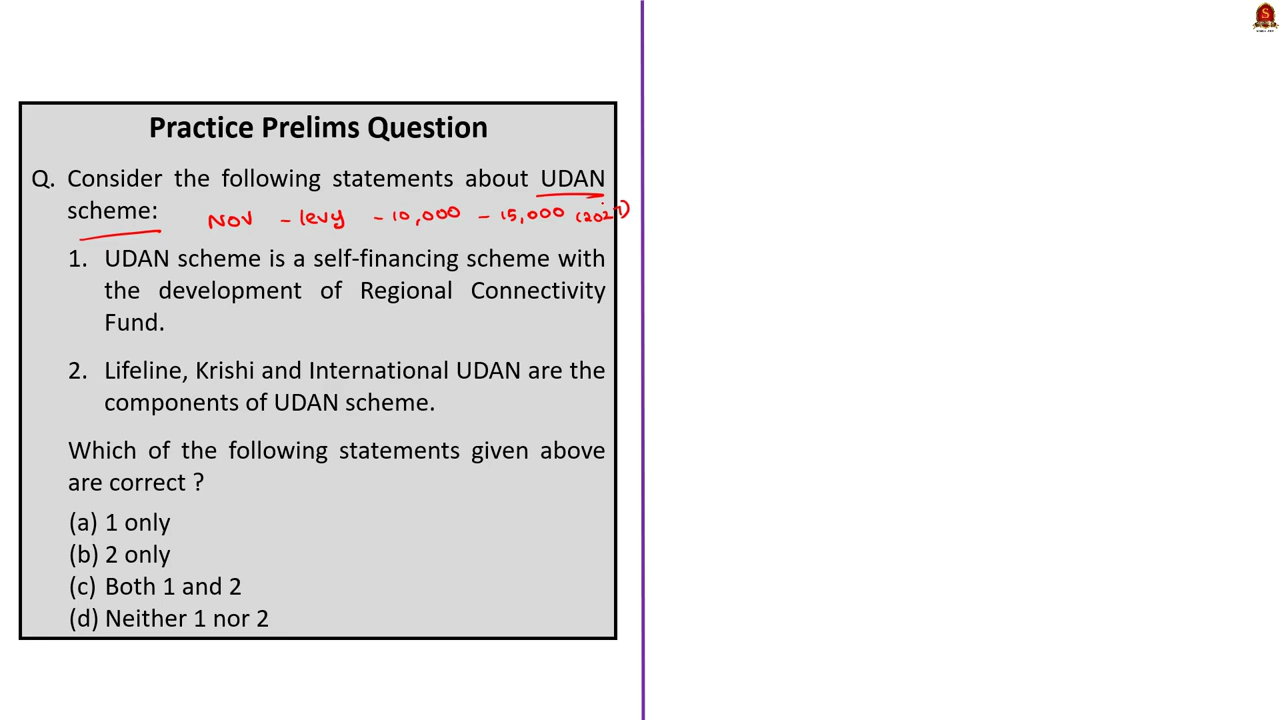 Practice Prelims Question
Q. Consider the following statements about UDAN
scheme:
Nov - levy - 10,000 - 15,000
1. UDAN scheme is a self-financing scheme with
the development of Regional Connectivity
Fund.
2. Lifeline, Krishi and International UDAN are the
components of UDAN scheme.
Which of the following statements given above
are correct ?
(a) 1 only
(b) 2 only
(c) Both 1 and 2
(d) Neither 1 nor 2